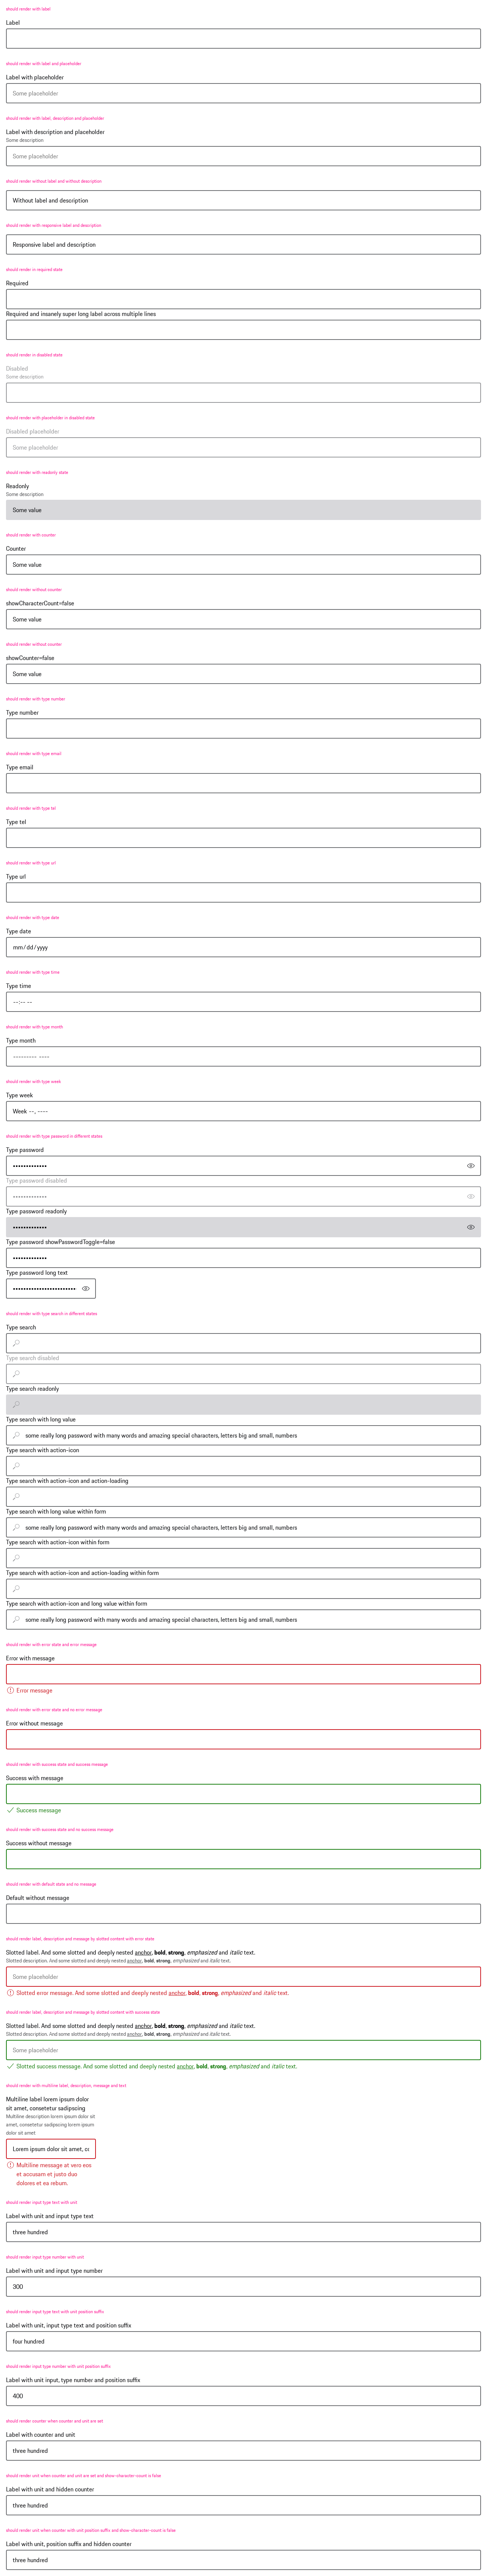 should render with label
Label
should render with label and placeholder
Label with placeholder
Some placeholder
should render with label, description and placeholder
Label with description and placeholder
Some description
Some placeholder
should render without label and without description
Without label and description
should render with responsive label and description
Responsive label and description
should render in required state
Required
Required and insanely super long label across multiple lines
should render in disabled state
Disabled
Some description
should render with placeholder in disabled state
Disabled placeholder
Some placeholder
should render with readonly state
Readonly
Some description
Some value
should render with counter
Counter
Some value
should render without counter
showCharacterCount=false
Some value
should render without counter
showCounter=false
Some value
should render with type number
Type number
should render with type email
Type email
should render with type tel
Type tel
should render with type url
Type url
should render with type date
Type date
mm/dd/yyyy
should render with type time
Type time
--:-- --
should render with type month
Type month
--------- ----
should render with type week
Type week
Week --, ----
should render with type password in different states
Type password
•••••••••••••
Type password disabled
•••••••••••••
Type password readonly
•••••••••••••
Type password showPasswordToggle=false
•••••••••••••
Type password long text
••••••••••••••••••••••••
should render with type search in different states
Type search
Type search disabled
Type search readonly
Type search with long value
some really long password with many words and amazing special characters, letters big and small, numbers
Type search with action-icon
Type search with action-icon and action-loading
Type search with long value within form
some really long password with many words and amazing special characters, letters big and small, numbers
Type search with action-icon within form
Type search with action-icon and action-loading within form
Type search with action-icon and long value within form
some really long password with many words and amazing special characters, letters big and small, numbers
should render with error state and error message
Error with message
Error message
should render with error state and no error message
Error without message
should render with success state and success message
Success with message
Success message
should render with success state and no success message
Success without message
should render with default state and no message
Default without message
should render label, description and message by slotted content with error state
Slotted label. And some slotted and deeply nested anchor, bold, strong, emphasized and italic text.
Slotted description. And some slotted and deeply nested anchor, bold, strong, emphasized and italic text.
Some placeholder
Slotted error message. And some slotted and deeply nested anchor, bold, strong, emphasized and italic text.
should render label, description and message by slotted content with success state
Slotted label. And some slotted and deeply nested anchor, bold, strong, emphasized and italic text.
Slotted description. And some slotted and deeply nested anchor, bold, strong, emphasized and italic text.
Some placeholder
Slotted success message. And some slotted and deeply nested anchor, bold, strong, emphasized and italic text.
should render with multiline label, description, message and text
Multiline label lorem ipsum dolor
sit amet, consetetur sadipscing
Multiline description lorem ipsum dolor sit
amet, consetetur sadipscing lorem ipsum
dolor sit amet
Lorem ipsum dolor sit amet, co
Multiline message at vero eos
et accusam et justo duo
dolores et ea rebum.
should render input type text with unit
Label with unit and input type text
three hundred
should render input type number with unit
Label with unit and input type number
300
should render input type text with unit position suffix
Label with unit, input type text and position suffix
four hundred
should render input type number with unit position suffix
Label with unit input, type number and position suffix
400
should render counter when counter and unit are set
Label with counter and unit
three hundred
should render unit when counter and unit are set and show-character-count is false
Label with unit and hidden counter
three hundred
should render unit when counter with unit position suffix and show-character-count is false
Label with unit, position suffix and hidden counter
three hundred